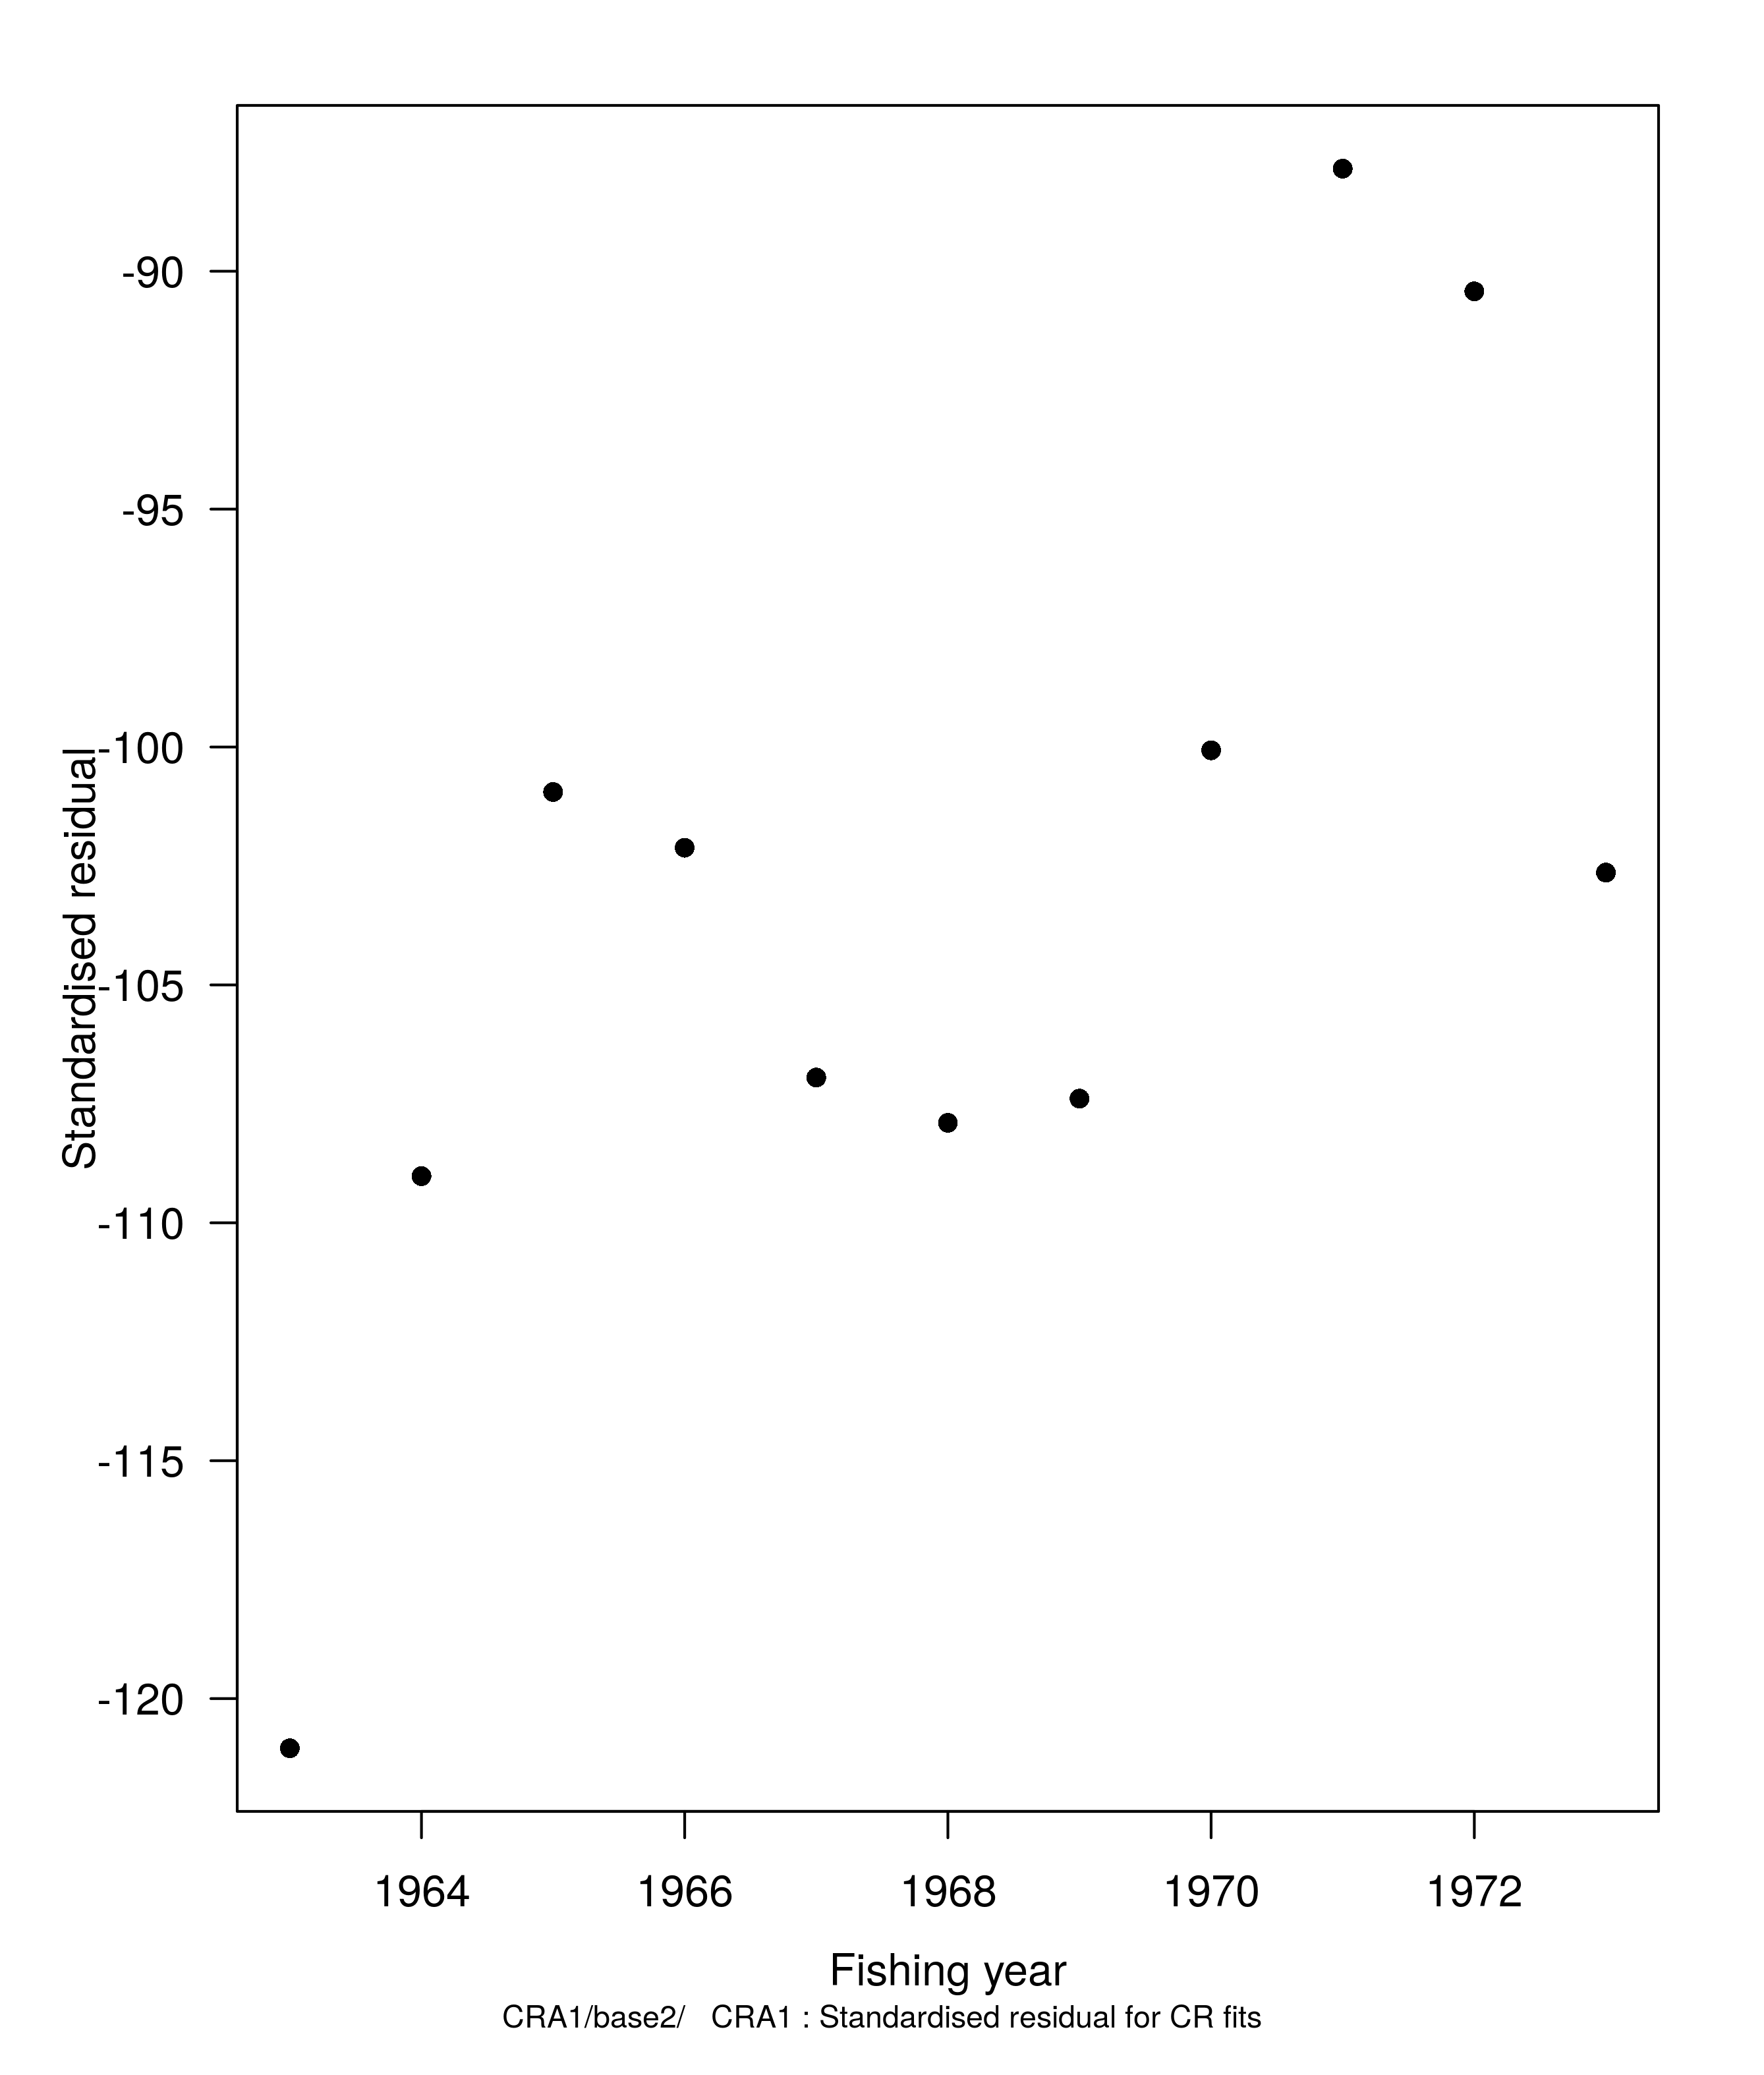 -90
-95
-100
-105
-110
-115
-120
Standardised residual
1964 1966 1968 1970 1972
Fishing year
CRA1/base2/ CRA1 : Standardised residual for CR fits